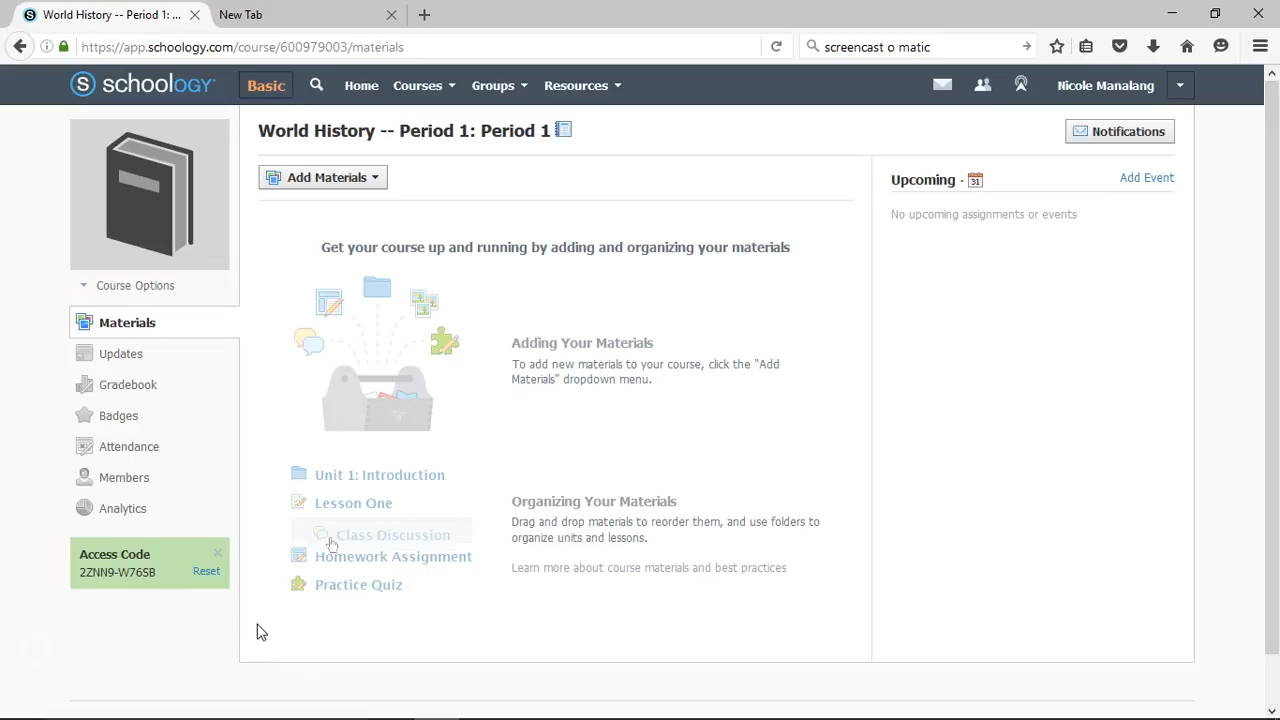 World History -- Period 1: ...
New Tab
https://app.schoology.com/course/600979003/materials
screencast o matic
S schoology
Basic
Home
Courses
Groups
Resources
Nicole Manalang
World History -- Period 1: Period 1
Notifications
Add Materials
Upcoming ·
31
Add Event
No upcoming assignments or events
Get your course up and running by adding and organizing your materials
Course Options
Materials
Updates
Gradebook
Badges
Attendance
Members
Analytics
Access Code
2ZNN9-W76SB
Reset
Adding Your Materials
To add new materials to your course, click the "Add
Materials" dropdown menu.
Unit 1: Introduction
Lesson One
Class Discussion
Homework Assignment
Practice Quiz
Organizing Your Materials
Drag and drop materials to reorder them, and use folders to
organize units and lessons.
Learn more about course materials and best practices